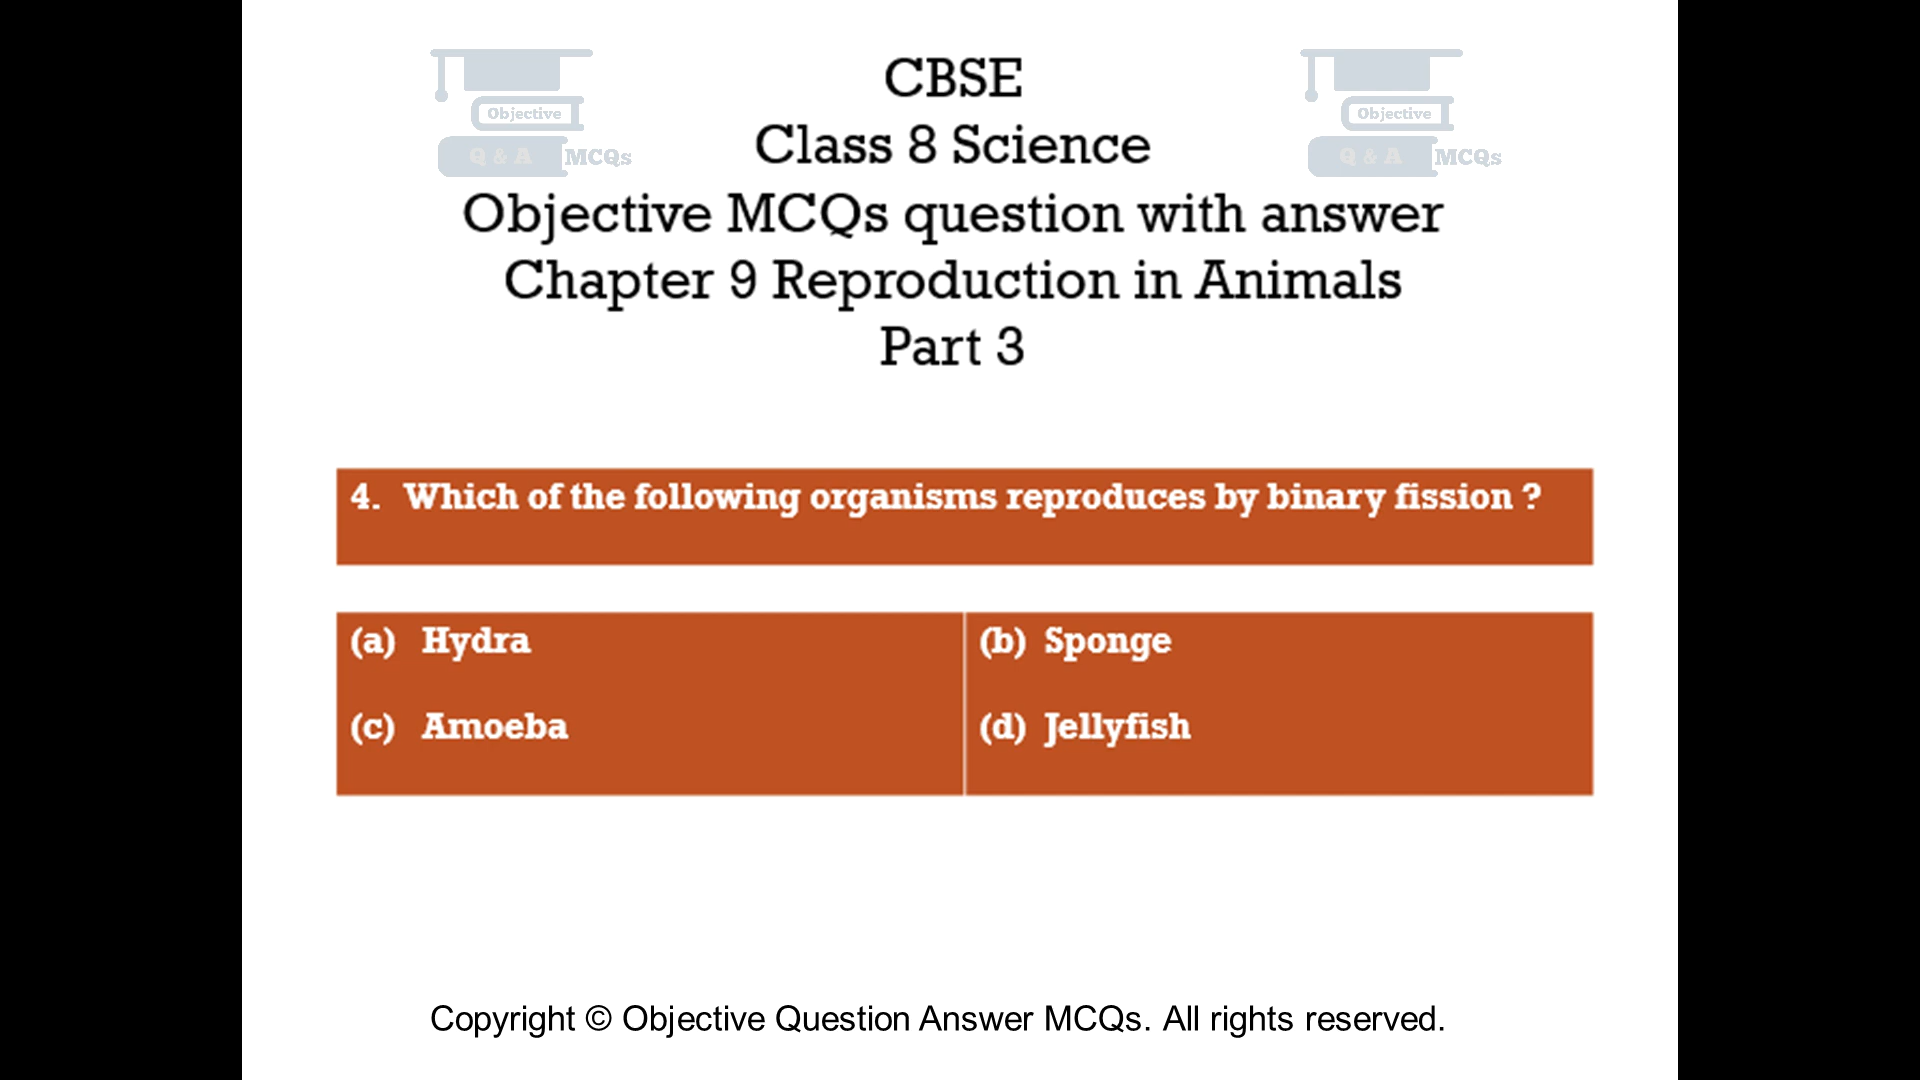 CBSE
Class 8 Science
Objective MCQs question with answer
Chapter 9 Reproduction in Animals
Part 3
Objective
Q & A MCQs
Objective
Q & A MCQs
4. Which of the following organisms reproduces by binary fission ?
(a) Hydra
(b) Sponge
(c) Amoeba
(d) Jellyfish
Copyright © Objective Question Answer MCQs. All rights reserved.